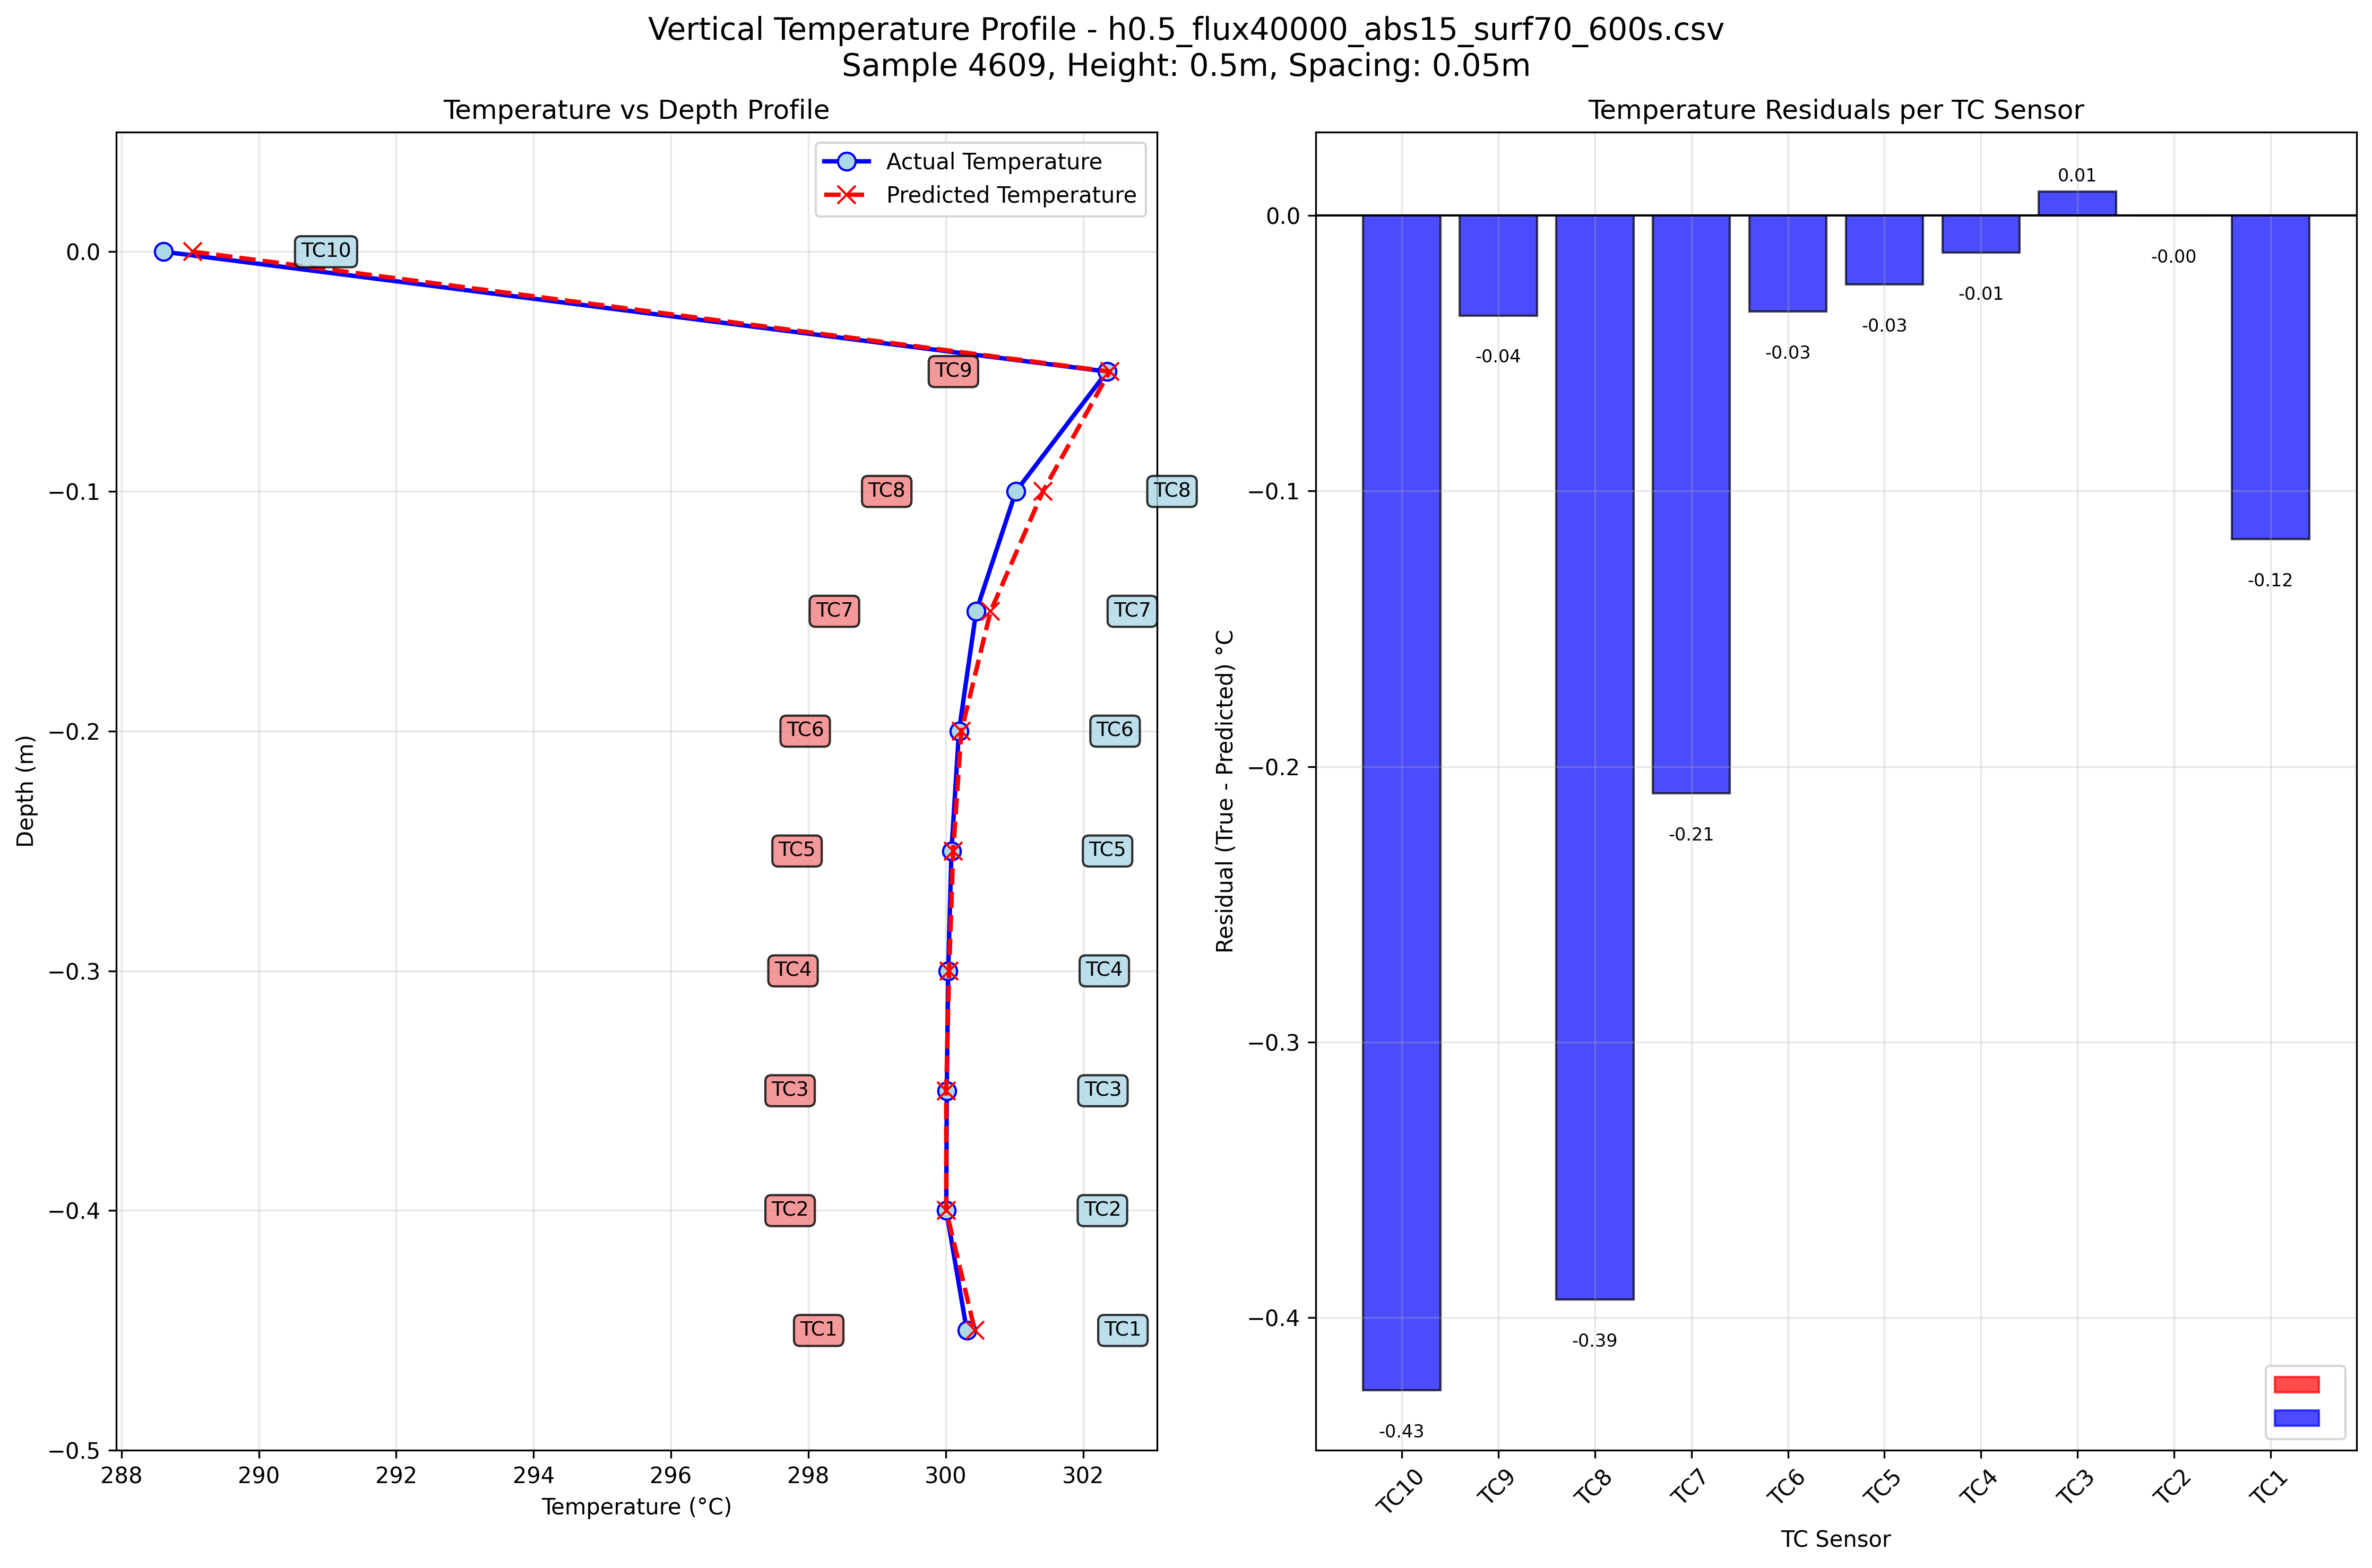 Vertical Temperature Profile - h0.5_flux40000_abs15_surf70_600s.csv
Sample 4609, Height: 0.5m, Spacing: 0.05m
Temperature vs Depth Profile
Actual Temperature
Predicted Temperature
TC10
TC9
TC8
TC8
TC7
TC7
TC6
TC6
TC5
TC5
TC4
TC4
TC3
TC3
TC2
TC2
TC1
TC1
0.0
−0.1
−0.2
−0.3
−0.4
−0.5
Depth (m)
288 290 292 294 296 298 300 302
Temperature (°C)
Temperature Residuals per TC Sensor
0.0
−0.1
−0.2
−0.3
−0.4
Residual (True - Predicted) °C
-0.43
-0.04
-0.39
-0.21
-0.03
-0.03
-0.01
0.01
-0.00
-0.12
TC10 TC9 TC8 TC7 TC6 TC5 TC4 TC3 TC2 TC1
TC Sensor